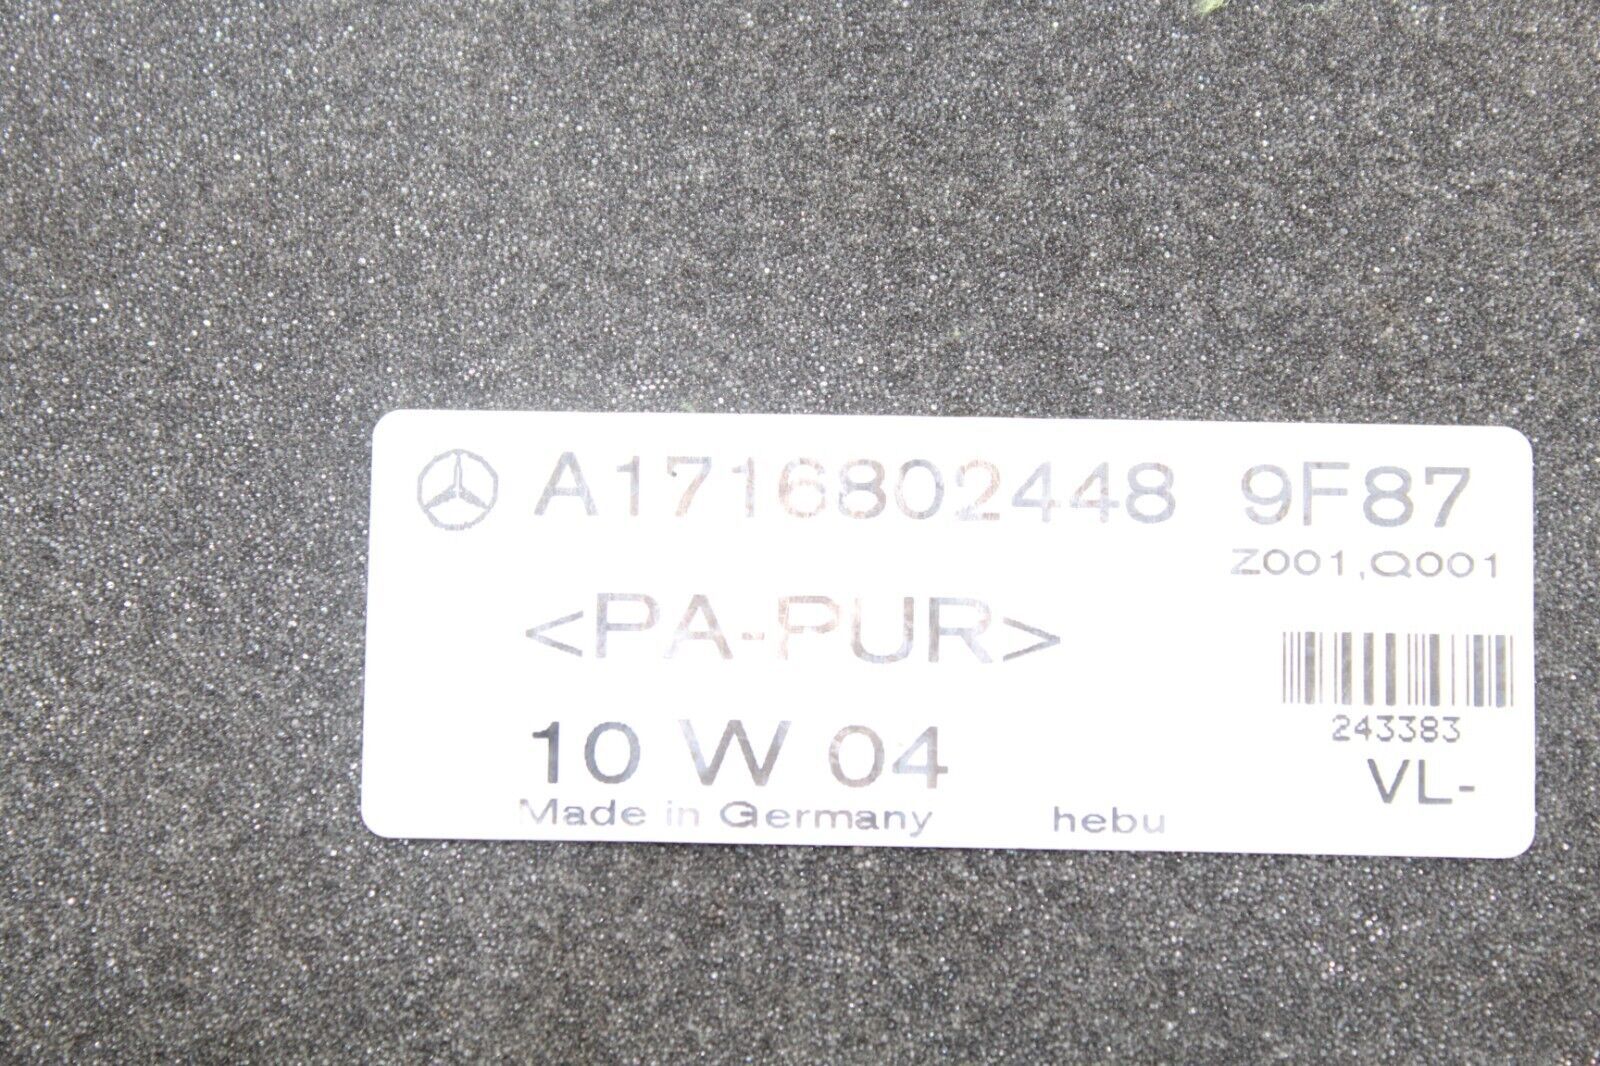 A1716802448 9F87
Z001,Q001
<PA-PUR>
243383
10 W 04
VL-
Made in Germany hebu